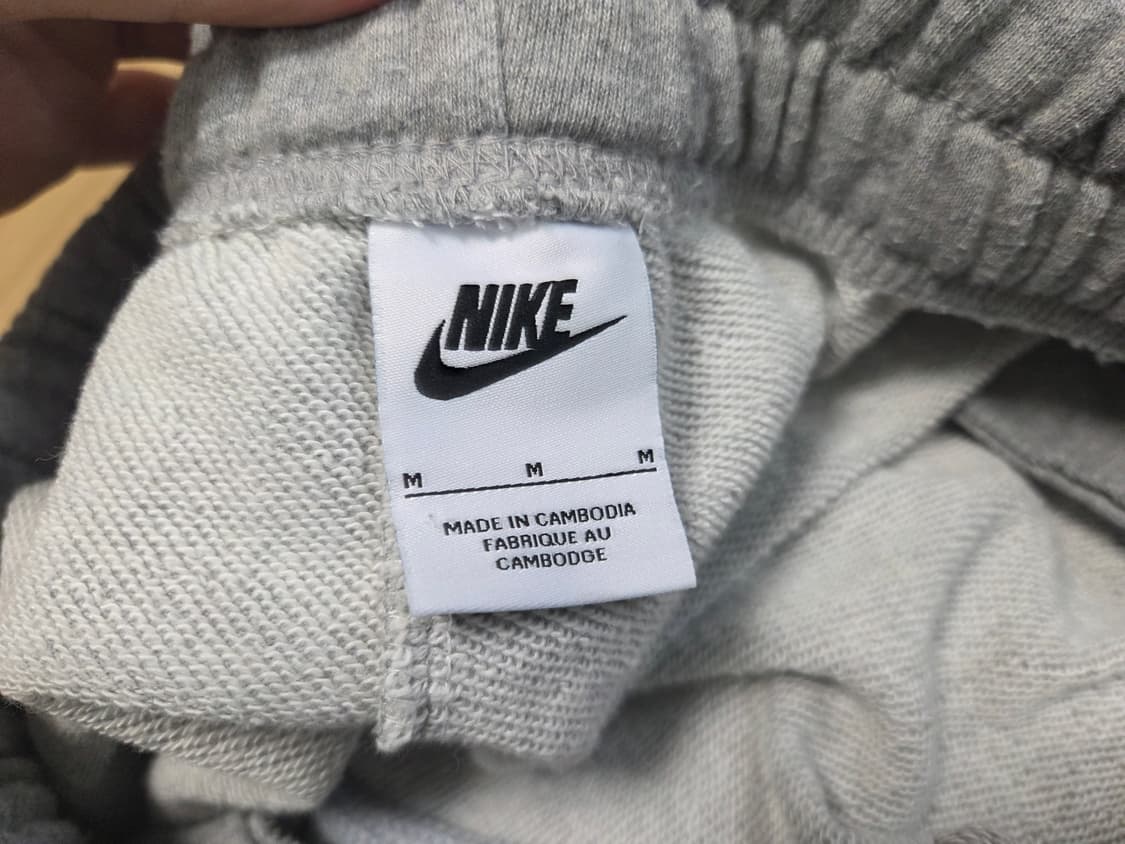 NIKE
M M M
MADE IN CAMBODIA
FABRIQUE AU
CAMBODGE